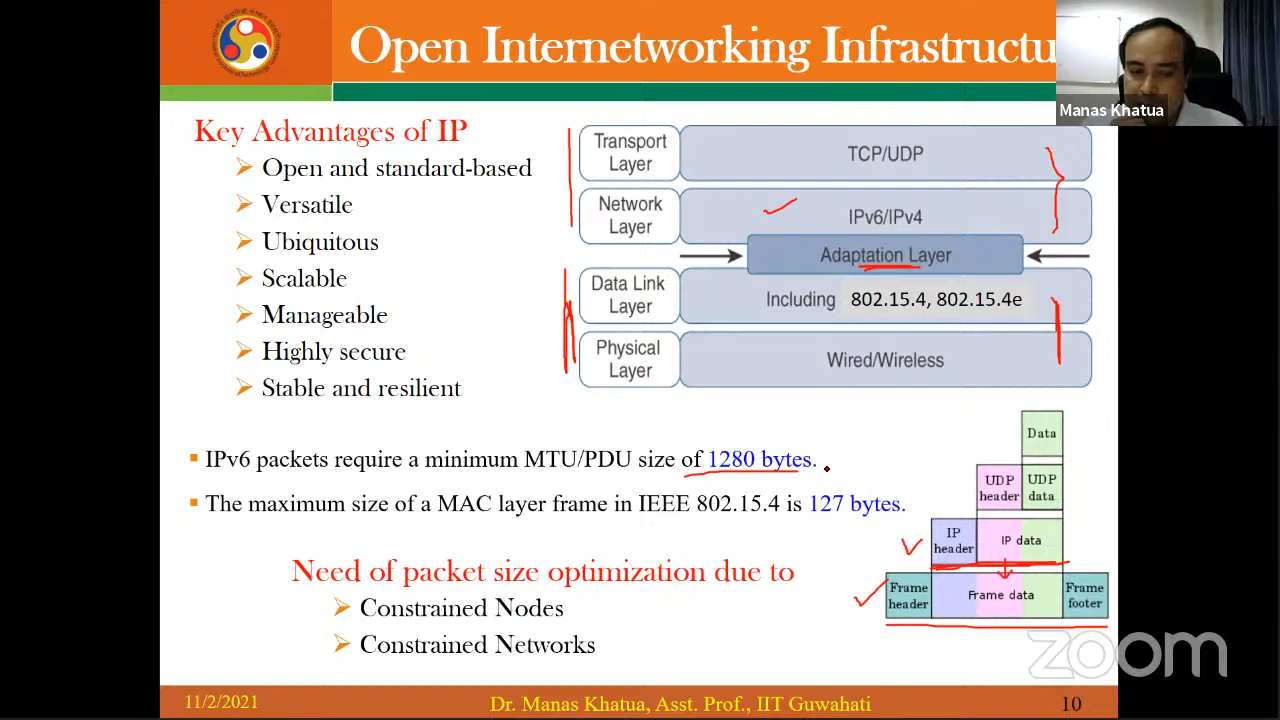 Open Internetworking Infrastructu
Manas Khatua
Key Advantages of IP
Open and standard-based
Versatile
Ubiquitous
Scalable
Manageable
Highly secure
Stable and resilient
Transport Layer
TCP/UDP
Network Layer
IPv6/IPv4
Adaptation Layer
Data Link Layer
Including 802.15.4, 802.15.4e
Physical Layer
Wired/Wireless
IPv6 packets require a minimum MTU/PDU size of 1280 bytes.
The maximum size of a MAC layer frame in IEEE 802.15.4 is 127 bytes.
Need of packet size optimization due to
Constrained Nodes
Constrained Networks
Data
UDP header
UDP data
IP header
IP data
Frame header
Frame data
Frame footer
zoom
11/2/2021
Dr. Manas Khatua, Asst. Prof., IIT Guwahati
10